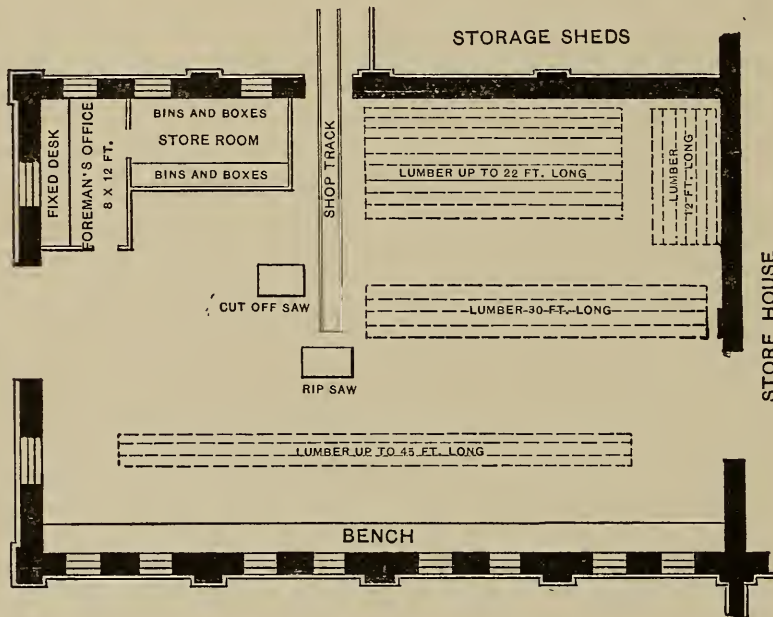 STORAGE SHEDS
BINS AND BOXES
STORE ROOM
BINS AND BOXES
FIXED DESK
FOREMAN'S OFFICE
8 X 12 FT.
SHOP TRACK
LUMBER UP TO 22 FT. LONG
LUMBER
12 FT. LONG
CUT OFF SAW
LUMBER 30 FT. LONG
STORE HOUSE
RIP SAW
LUMBER UP TO 45 FT. LONG
BENCH